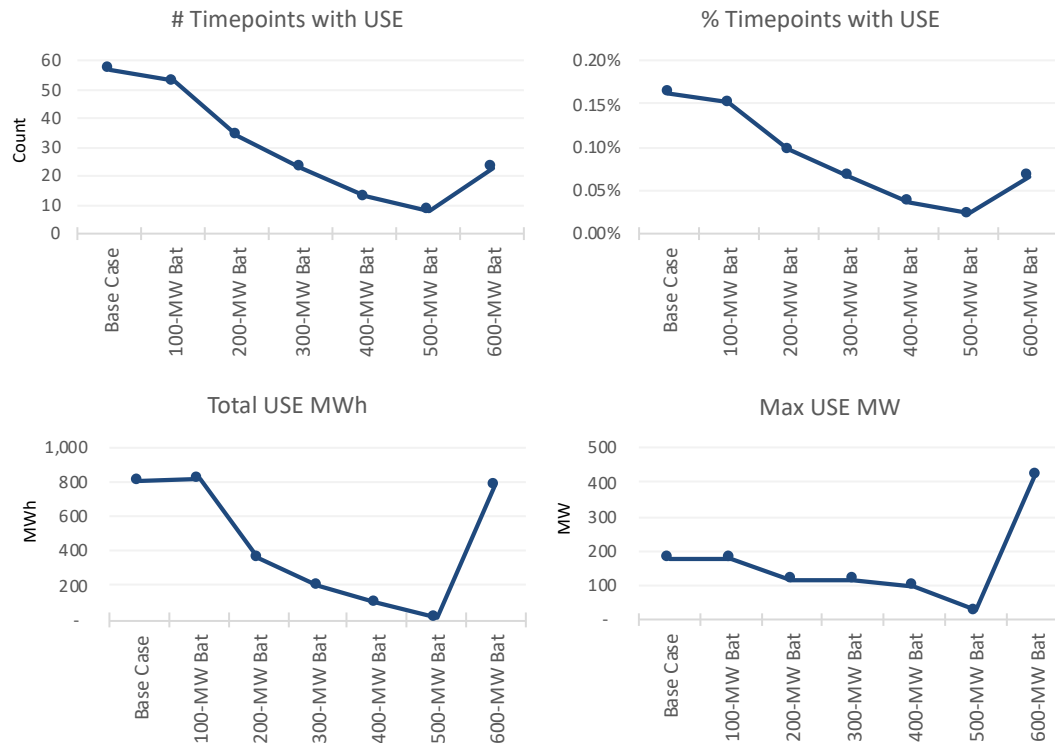 # Timepoints with USE
60
50
40
30
20
10
0
Count
Base Case
100-MW Bat
200-MW Bat
300-MW Bat
400-MW Bat
500-MW Bat
600-MW Bat
% Timepoints with USE
0.20%
0.15%
0.10%
0.05%
0.00%
Base Case
100-MW Bat
200-MW Bat
300-MW Bat
400-MW Bat
500-MW Bat
600-MW Bat
Total USE MWh
1,000
800
600
400
200
-
MWh
Base Case
100-MW Bat
200-MW Bat
300-MW Bat
400-MW Bat
500-MW Bat
600-MW Bat
Max USE MW
500
400
300
200
100
-
MW
Base Case
100-MW Bat
200-MW Bat
300-MW Bat
400-MW Bat
500-MW Bat
600-MW Bat